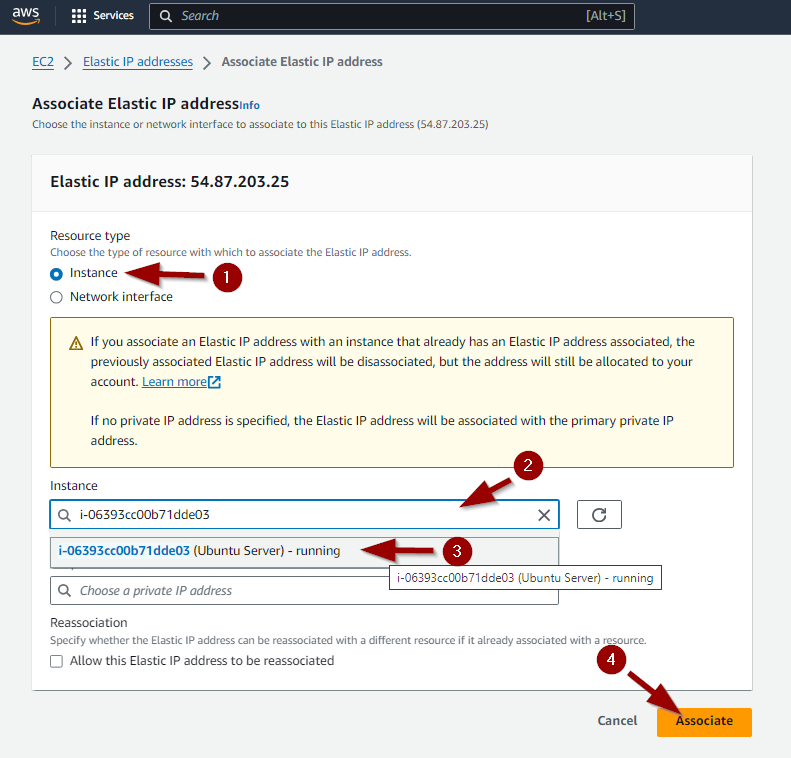 aws
Services
Search
[Alt+S]
EC2
Elastic IP addresses
Associate Elastic IP address
Associate Elastic IP address Info
Choose the instance or network interface to associate to this Elastic IP address (54.87.203.25)
Elastic IP address: 54.87.203.25
Resource type
Choose the type of resource with which to associate the Elastic IP address.
Instance
1
Network interface
If you associate an Elastic IP address with an instance that already has an Elastic IP address associated, the
previously associated Elastic IP address will be disassociated, but the address will still be allocated to your
account. Learn more
If no private IP address is specified, the Elastic IP address will be associated with the primary private IP
address.
2
Instance
i-06393cc00b71dde03
i-06393cc00b71dde03 (Ubuntu Server) - running
3
i-06393cc00b71dde03 (Ubuntu Server) - running
Choose a private IP address
Reassociation
Specify whether the Elastic IP address can be reassociated with a different resource if it already associated with a resource.
Allow this Elastic IP address to be reassociated
4
Cancel
Associate